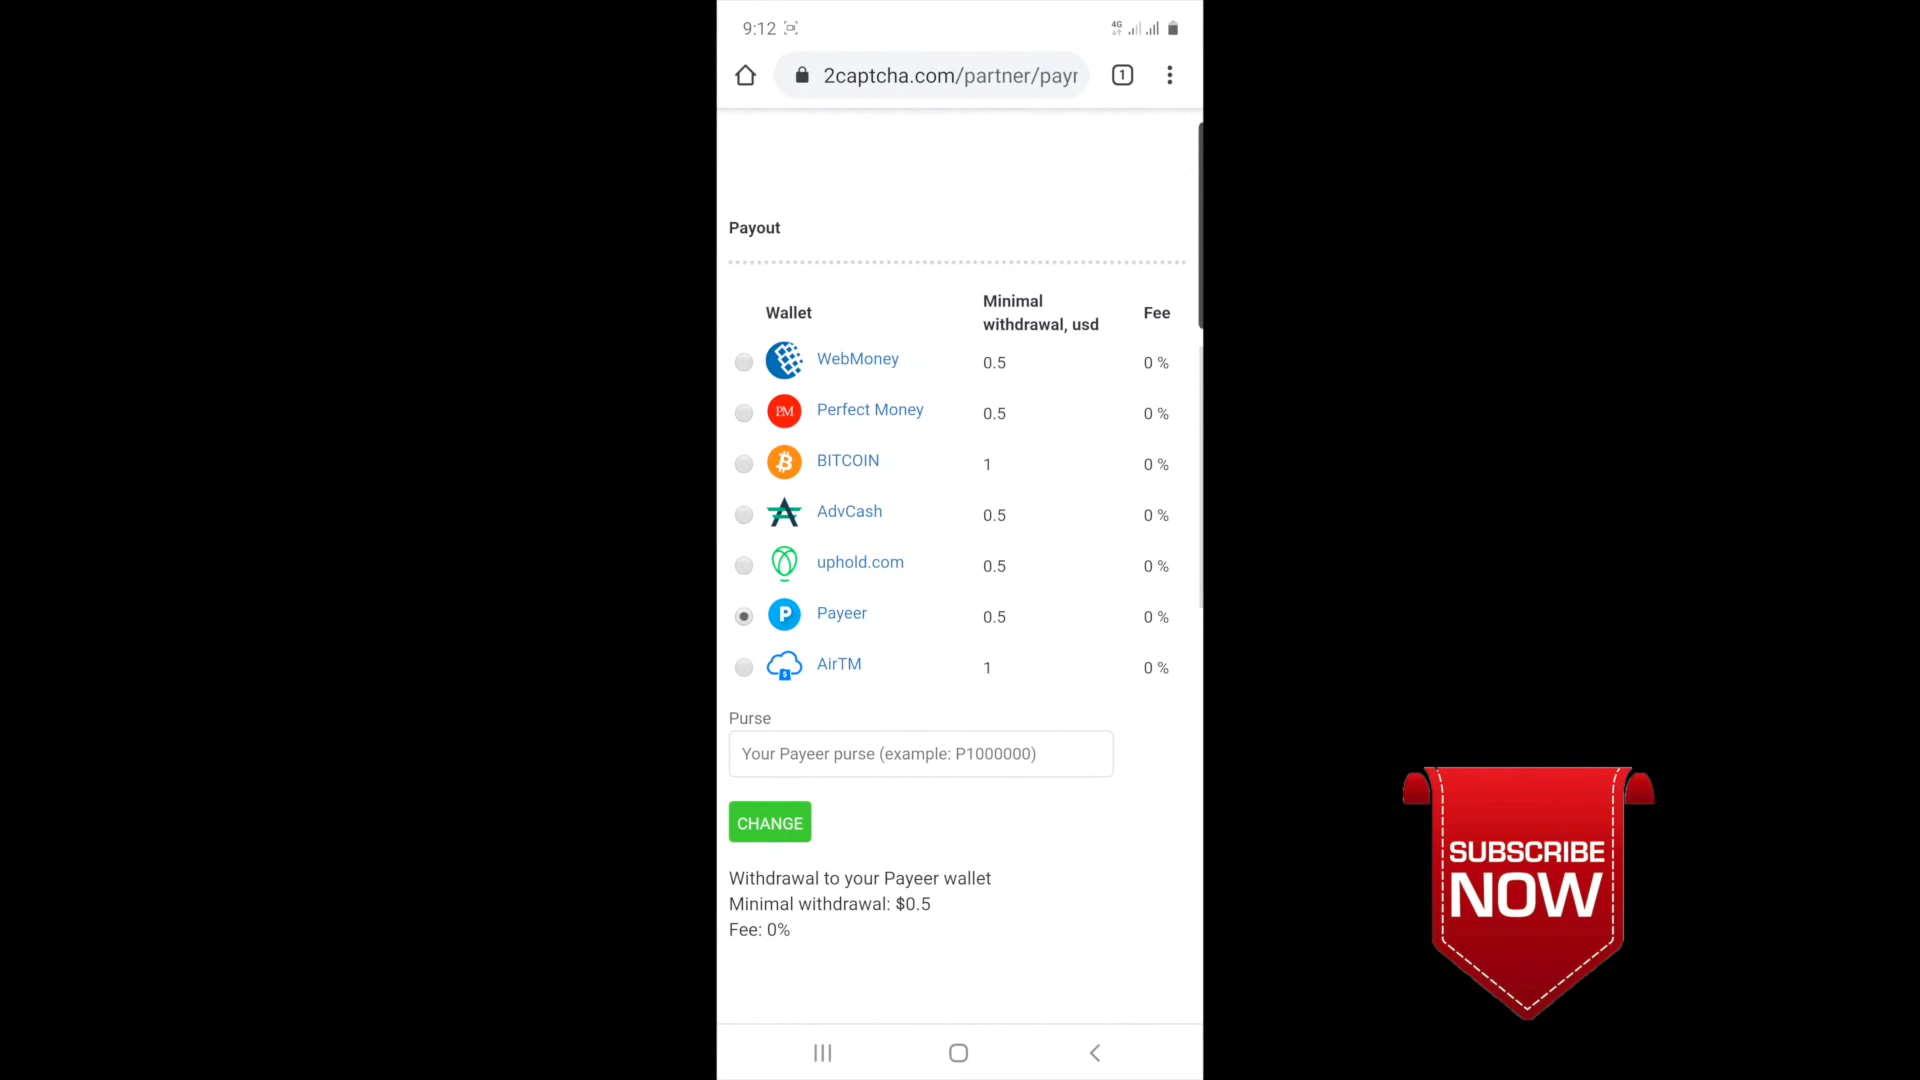 9:12
4G
2captcha.com/partner/payr
1
Payout
Wallet Minimal withdrawal, usd Fee
WebMoney 0.5 0 %
PM Perfect Money 0.5 0 %
BITCOIN 1 0 %
AdvCash 0.5 0 %
uphold.com 0.5 0 %
P Payeer 0.5 0 %
$ AirTM 1 0 %
Purse
Your Payeer purse (example: P1000000)
CHANGE
Withdrawal to your Payeer wallet
Minimal withdrawal: $0.5
Fee: 0%
SUBSCRIBE
NOW